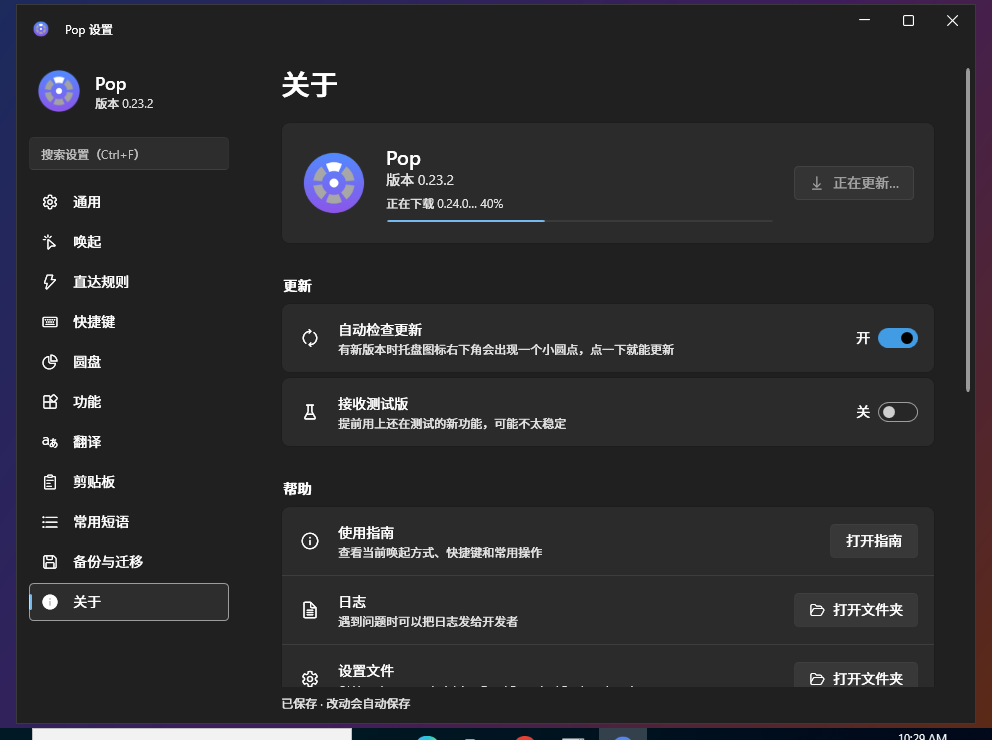 Pop 设置
Pop
版本 0.23.2
搜索设置（Ctrl+F）
通用
唤起
直达规则
快捷键
圆盘
功能
翻译
剪贴板
常用短语
备份与迁移
关于
关于
Pop
版本 0.23.2
正在下载 0.24.0... 40%
正在更新...
更新
自动检查更新
有新版本时托盘图标右下角会出现一个小圆点，点一下就能更新
开
接收测试版
提前用上还在测试的新功能，可能不太稳定
关
帮助
使用指南
查看当前唤起方式、快捷键和常用操作
打开指南
日志
遇到问题时可以把日志发给开发者
打开文件夹
设置文件
打开文件夹
已保存 · 改动会自动保存
10:29 AM